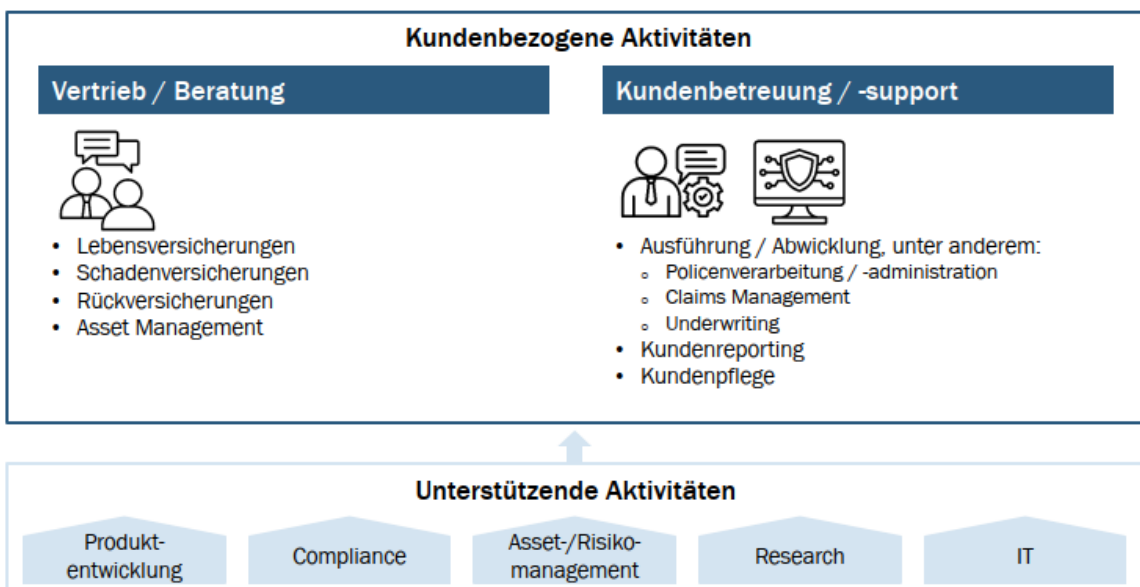 Kundenbezogene Aktivitäten
Vertrieb / Beratung
• Lebensversicherungen
• Schadenversicherungen
• Rückversicherungen
• Asset Management
Kundenbetreuung / -support
• Ausführung / Abwicklung, unter anderem:
o Policenverarbeitung / -administration
o Claims Management
o Underwriting
• Kundenreporting
• Kundenpflege
Unterstützende Aktivitäten
Produkt-
entwicklung
Compliance
Asset-/Risiko-
management
Research
IT